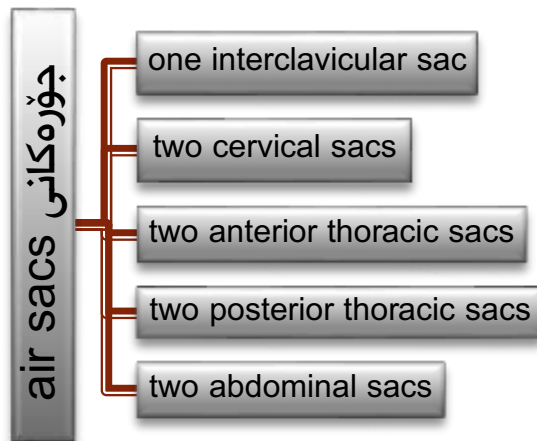 جۆرەکانی air sacs
one interclavicular sac
two cervical sacs
two anterior thoracic sacs
two posterior thoracic sacs
two abdominal sacs